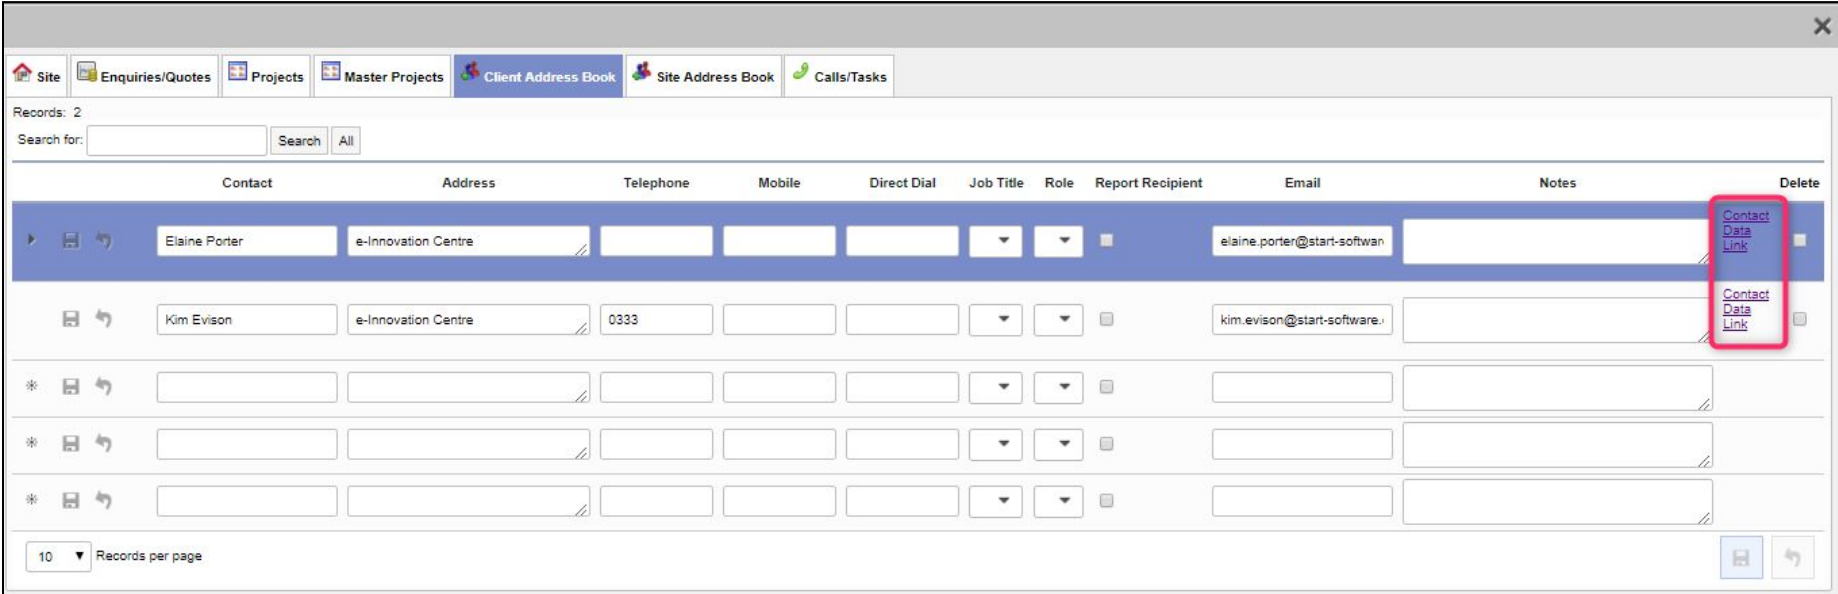 Site Enquiries/Quotes Projects Master Projects Client Address Book Site Address Book Calls/Tasks
Records: 2
Search for: Search All
Contact Address Telephone Mobile Direct Dial Job Title Role Report Recipient Email Notes Delete
Elaine Porter e-Innovation Centre elaine.porter@start-softwar
Contact
Data
Link
Kim Evison e-Innovation Centre 0333 kim.evison@start-software.
Contact
Data
Link
10 Records per page